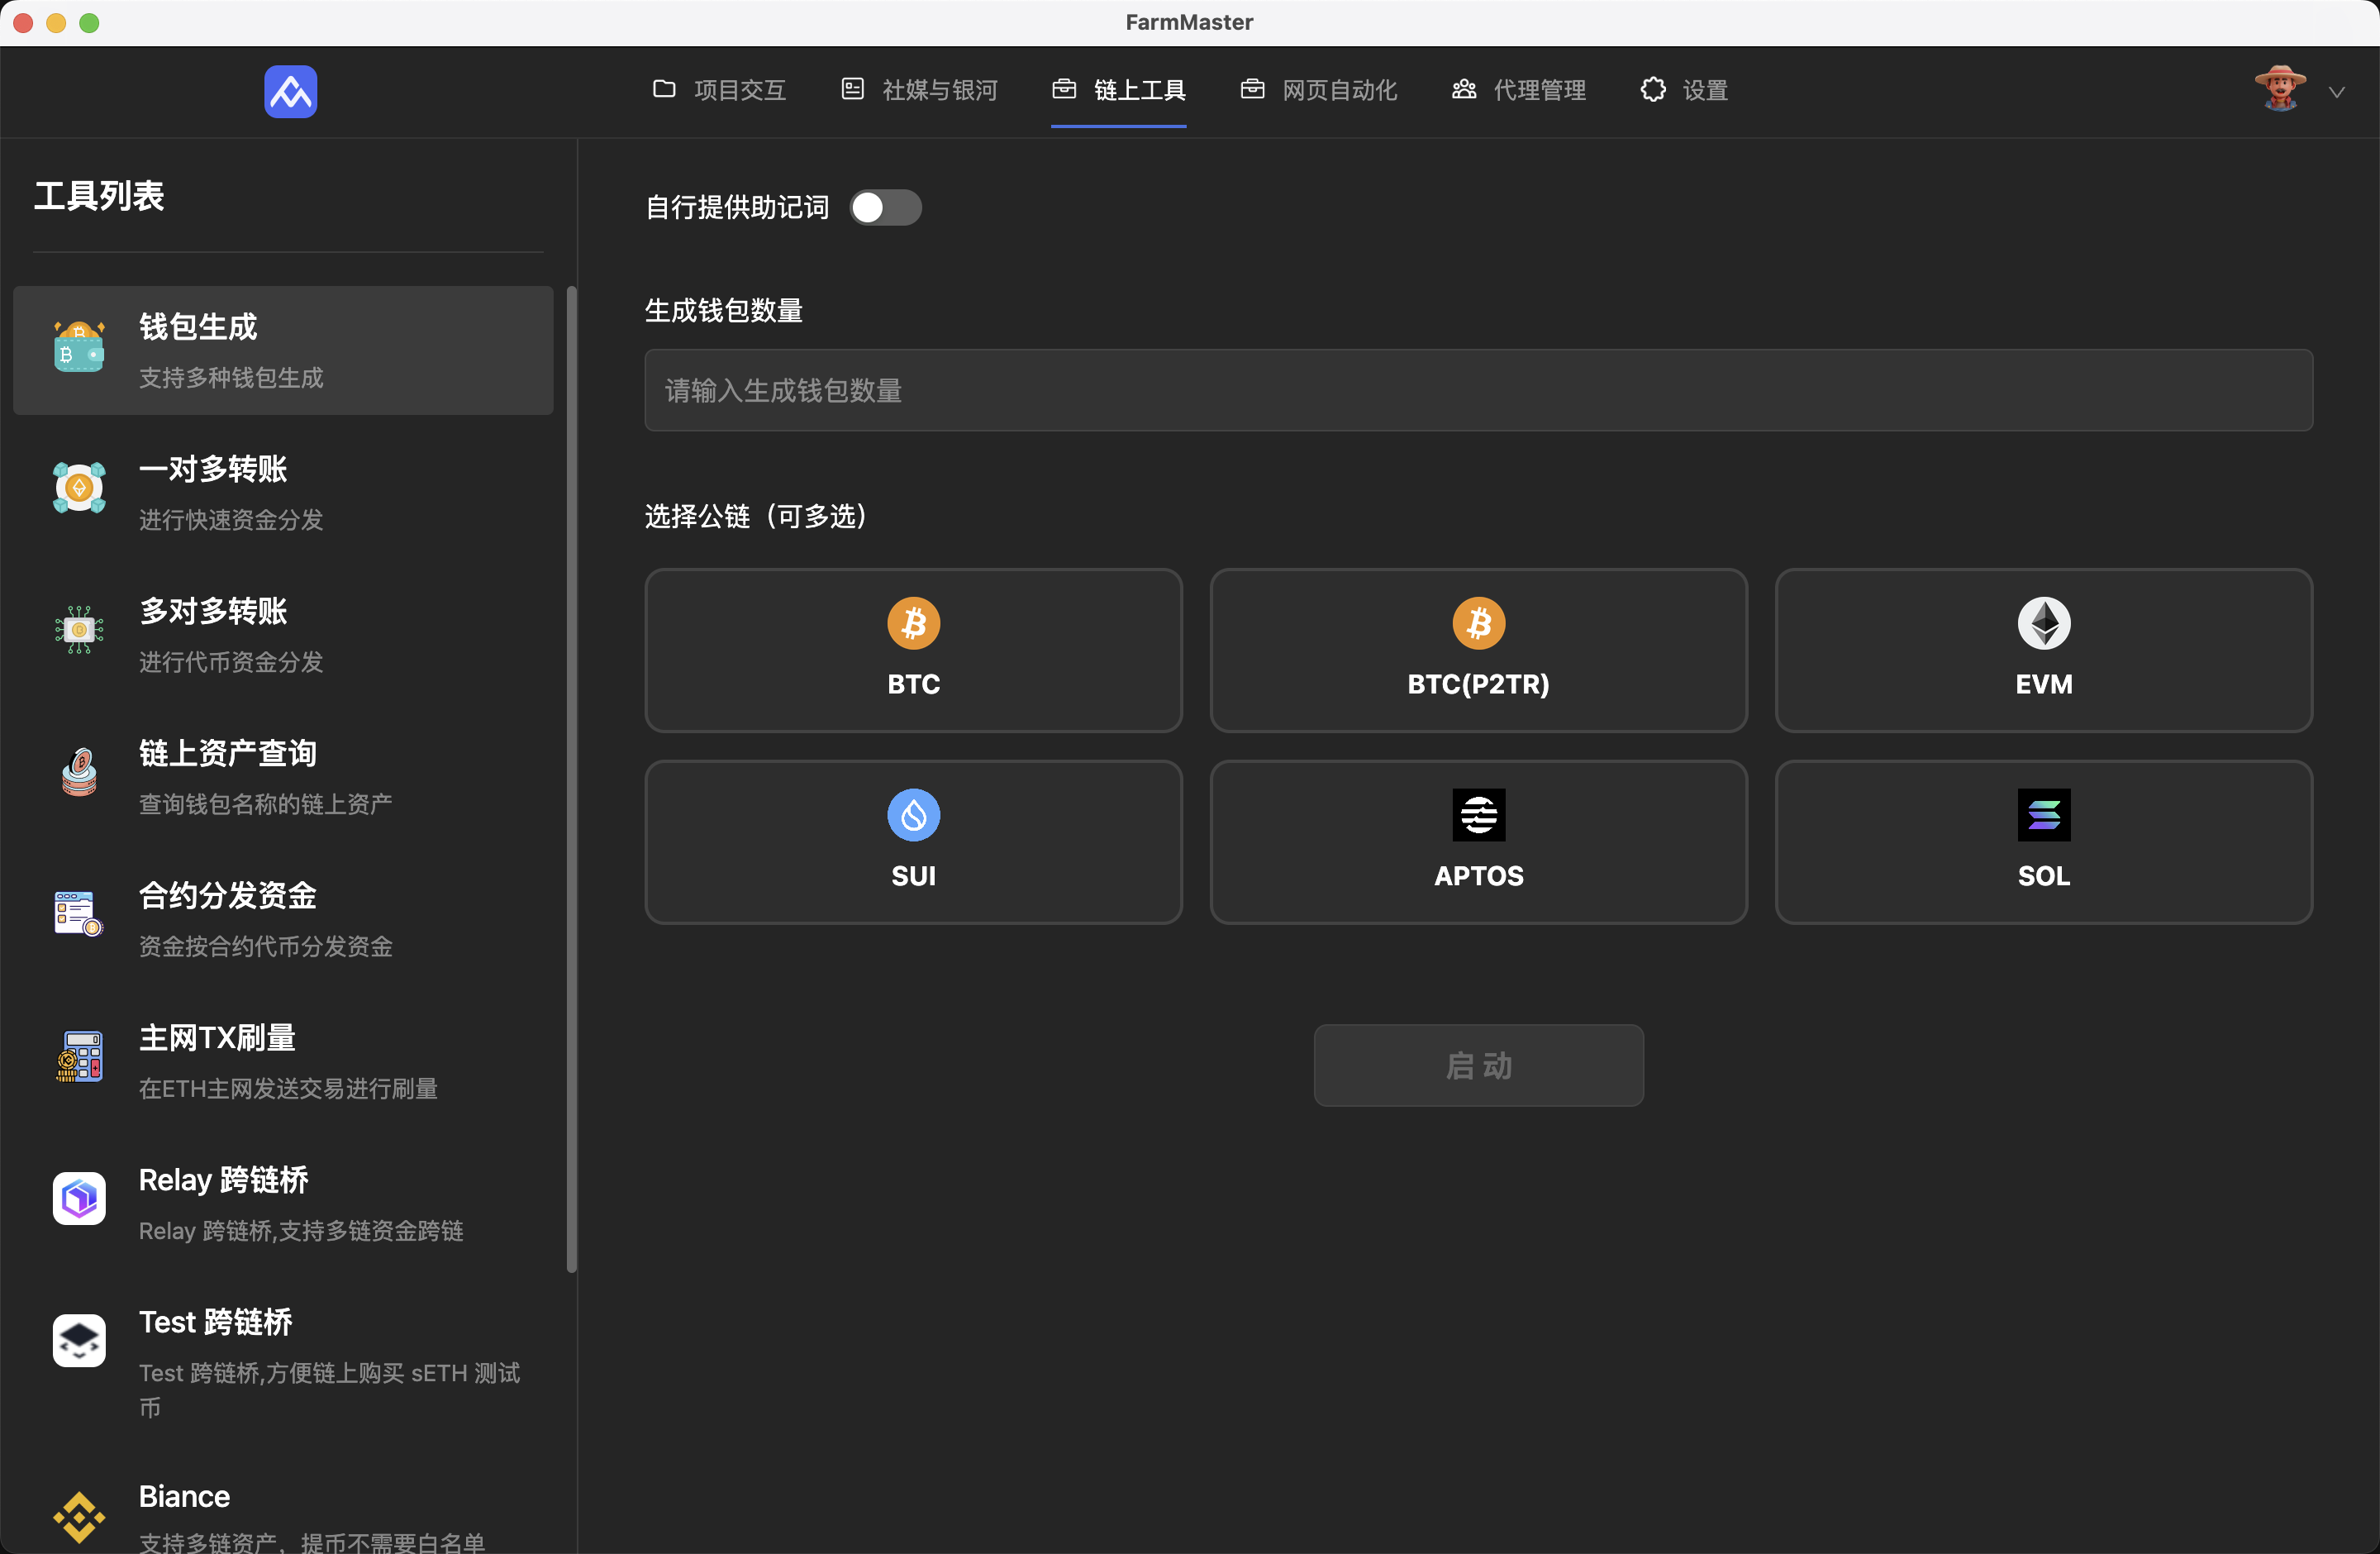 FarmMaster
项目交互
社媒与银河
链上工具
网页自动化
代理管理
设置
工具列表
钱包生成
支持多种钱包生成
一对多转账
进行快速资金分发
多对多转账
进行代币资金分发
链上资产查询
查询钱包名称的链上资产
合约分发资金
资金按合约代币分发资金
主网TX刷量
在ETH主网发送交易进行刷量
Relay 跨链桥
Relay 跨链桥,支持多链资金跨链
Test 跨链桥
Test 跨链桥,方便链上购买 sETH 测试
币
Biance
支持多链资产，提币不需要白名单
自行提供助记词
生成钱包数量
请输入生成钱包数量
选择公链（可多选）
BTC
BTC(P2TR)
EVM
SUI
APTOS
SOL
启动